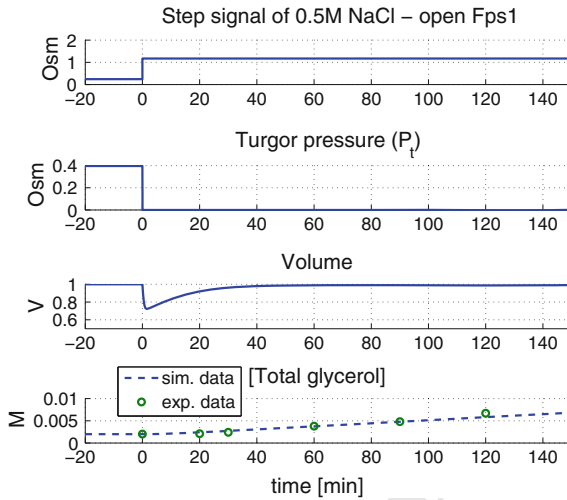 Step signal of 0.5M NaCl – open Fps1
Osm
2
1
0
−20 0 20 40 60 80 100 120 140
Turgor pressure (Pt)
Osm
0.4
0.2
0
−20 0 20 40 60 80 100 120 140
Volume
V
1
0.8
0.6
−20 0 20 40 60 80 100 120 140
[Total glycerol]
sim. data
exp. data
M
0.01
0.005
0
−20 0 20 40 60 80 100 120 140
time [min]